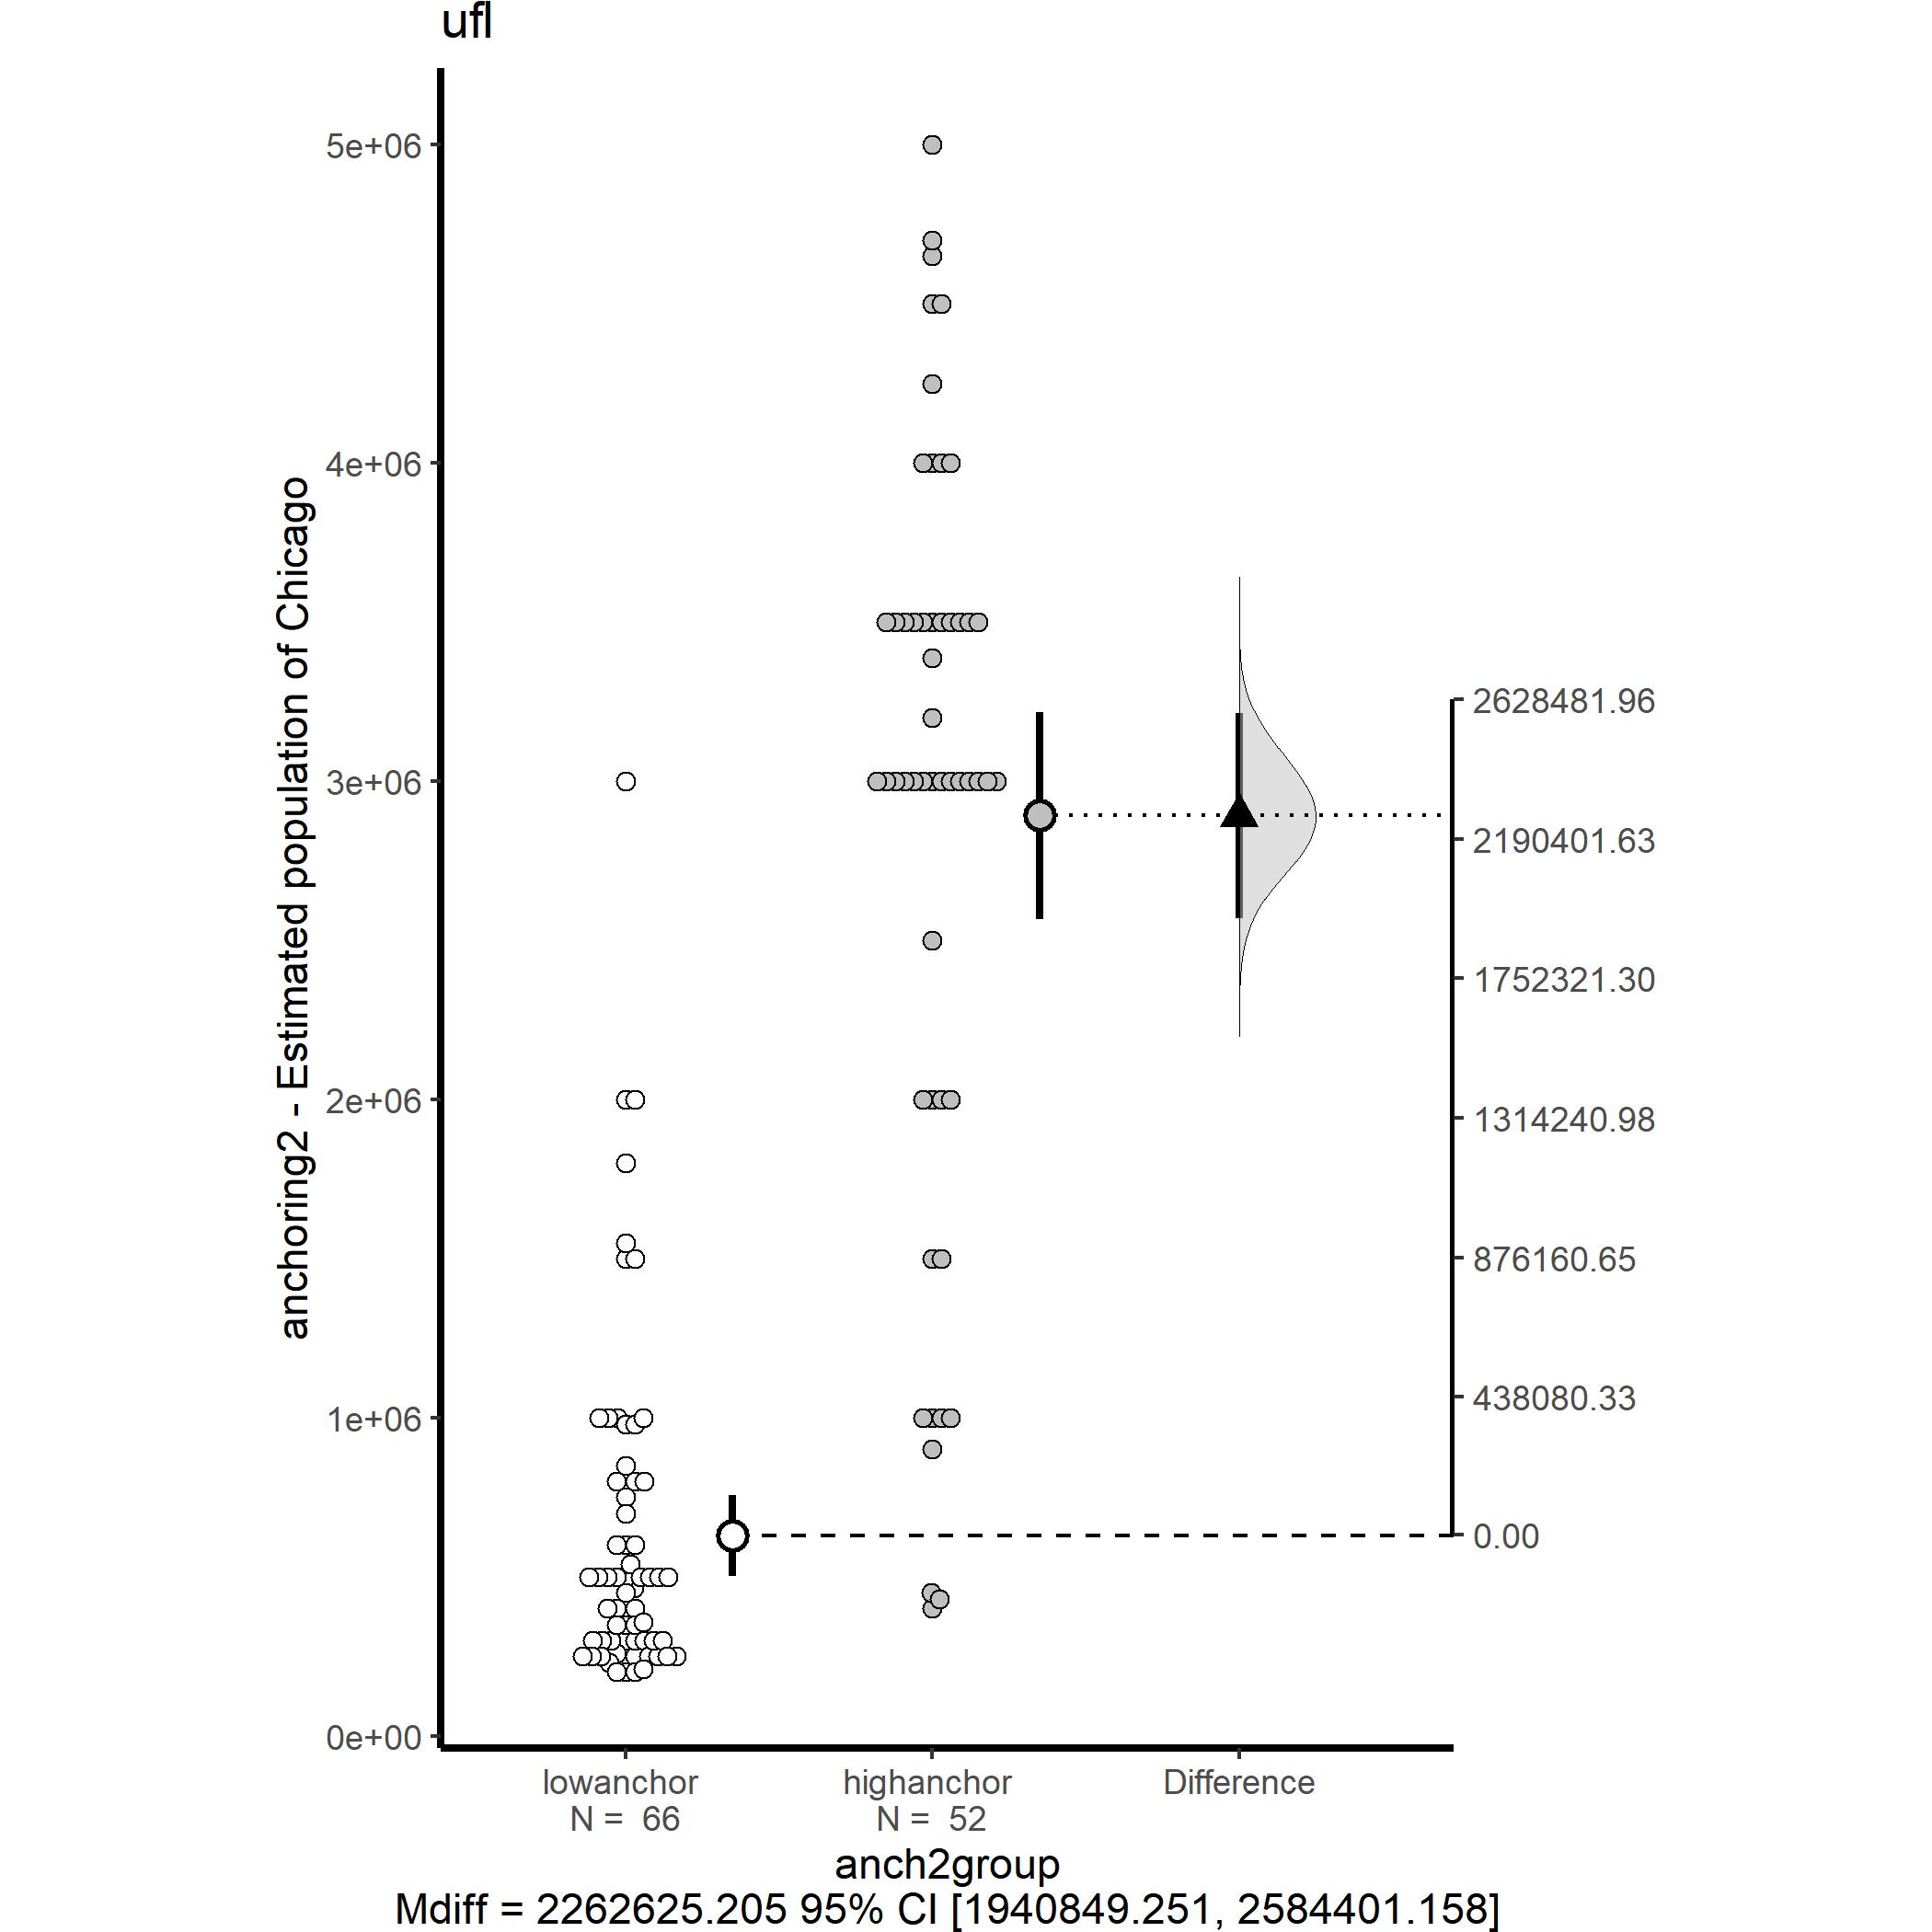 ufl
anchoring2 - Estimated population of Chicago
5e+06
4e+06
3e+06
2e+06
1e+06
0e+00
2628481.96
2190401.63
1752321.30
1314240.98
876160.65
438080.33
0.00
lowanchor
N =  66
highanchor
N =  52
Difference
anch2group
Mdiff = 2262625.205 95% CI [1940849.251, 2584401.158]